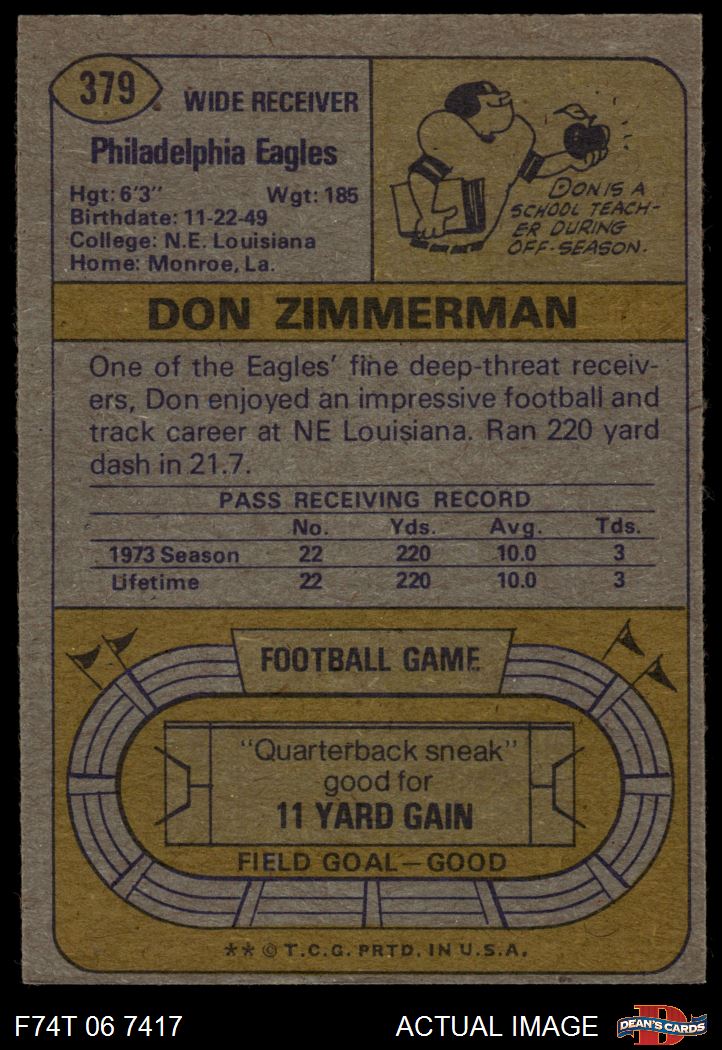 379
WIDE RECEIVER
Philadelphia Eagles
Hgt: 6'3" Wgt: 185
Birthdate: 11-22-49
College: N.E. Louisiana
Home: Monroe, La.
DON IS A
SCHOOL TEACH-
ER DURING
OFF-SEASON.
DON ZIMMERMAN
One of the Eagles' fine deep-threat receiv-
ers, Don enjoyed an impressive football and
track career at NE Louisiana. Ran 220 yard
dash in 21.7.
PASS RECEIVING RECORD
No. Yds. Avg. Tds.
1973 Season 22 220 10.0 3
Lifetime 22 220 10.0 3
FOOTBALL GAME
"Quarterback sneak"
good for
11 YARD GAIN
FIELD GOAL—GOOD
** © T.C.G. PRTD. IN U.S.A.
F74T 06 7417 ACTUAL IMAGE
D
DEAN'S CARDS